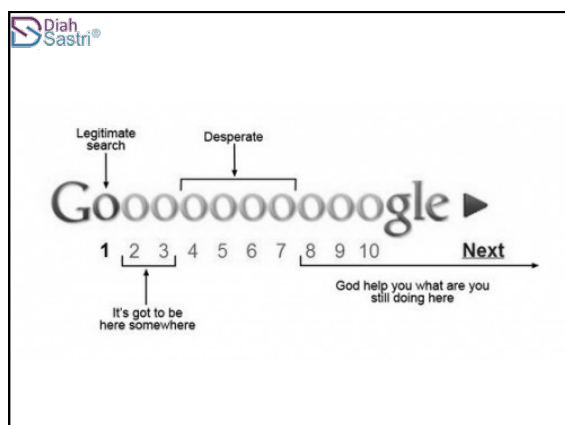 Diah
Sastri®
Legitimate
search
Desperate
Gooooooooooogle
1 2 3 4 5 6 7 8 9 10 Next
It's got to be
here somewhere
God help you what are you
still doing here